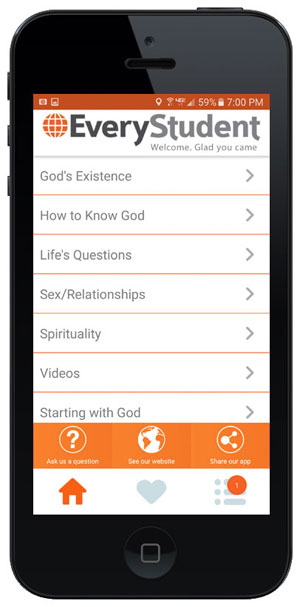 59% 7:00 PM
EveryStudent
Welcome. Glad you came
God's Existence
How to Know God
Life's Questions
Sex/Relationships
Spirituality
Videos
Starting with God
Ask us a question
See our website
Share our app
1